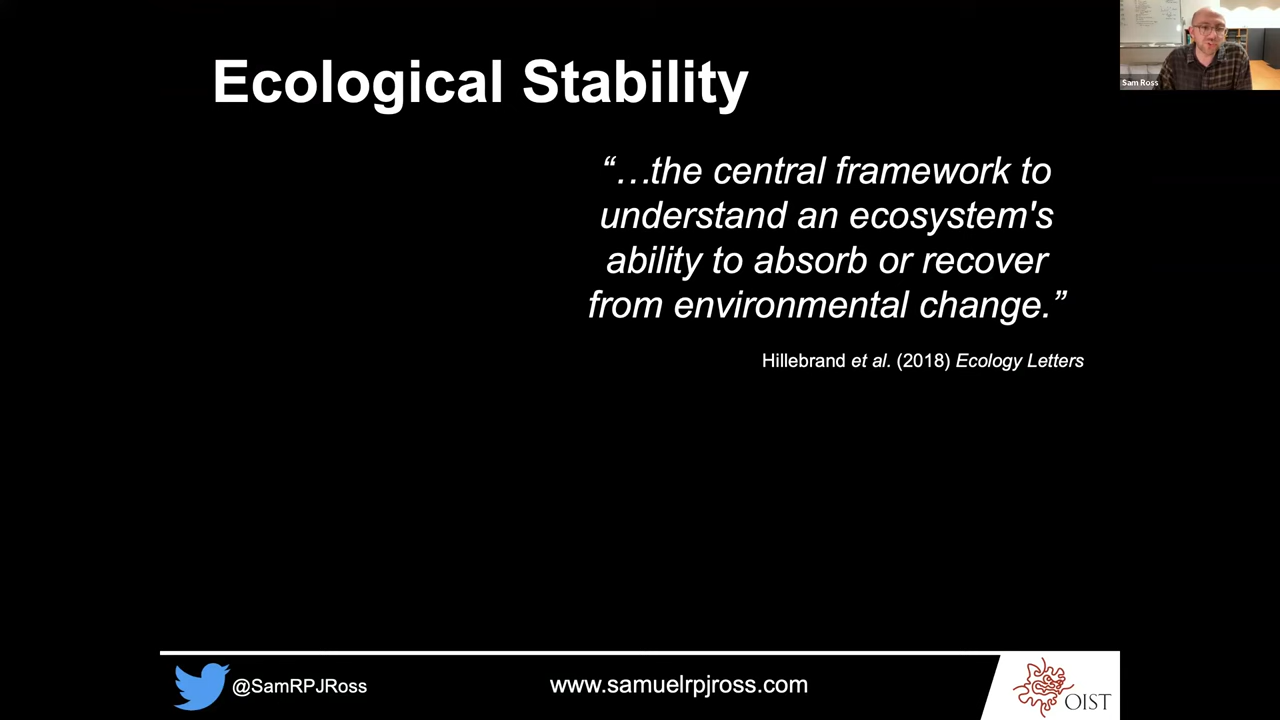 Ecological Stability
Sam Ross
“…the central framework to
understand an ecosystem's
ability to absorb or recover
from environmental change.”
Hillebrand et al. (2018) Ecology Letters
@SamRPJRoss
www.samuelrpjross.com
OIST